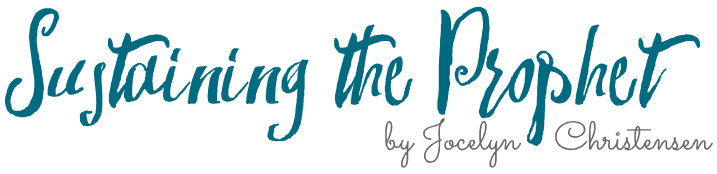 Sustaining the Prophet
by Jocelyn Christensen